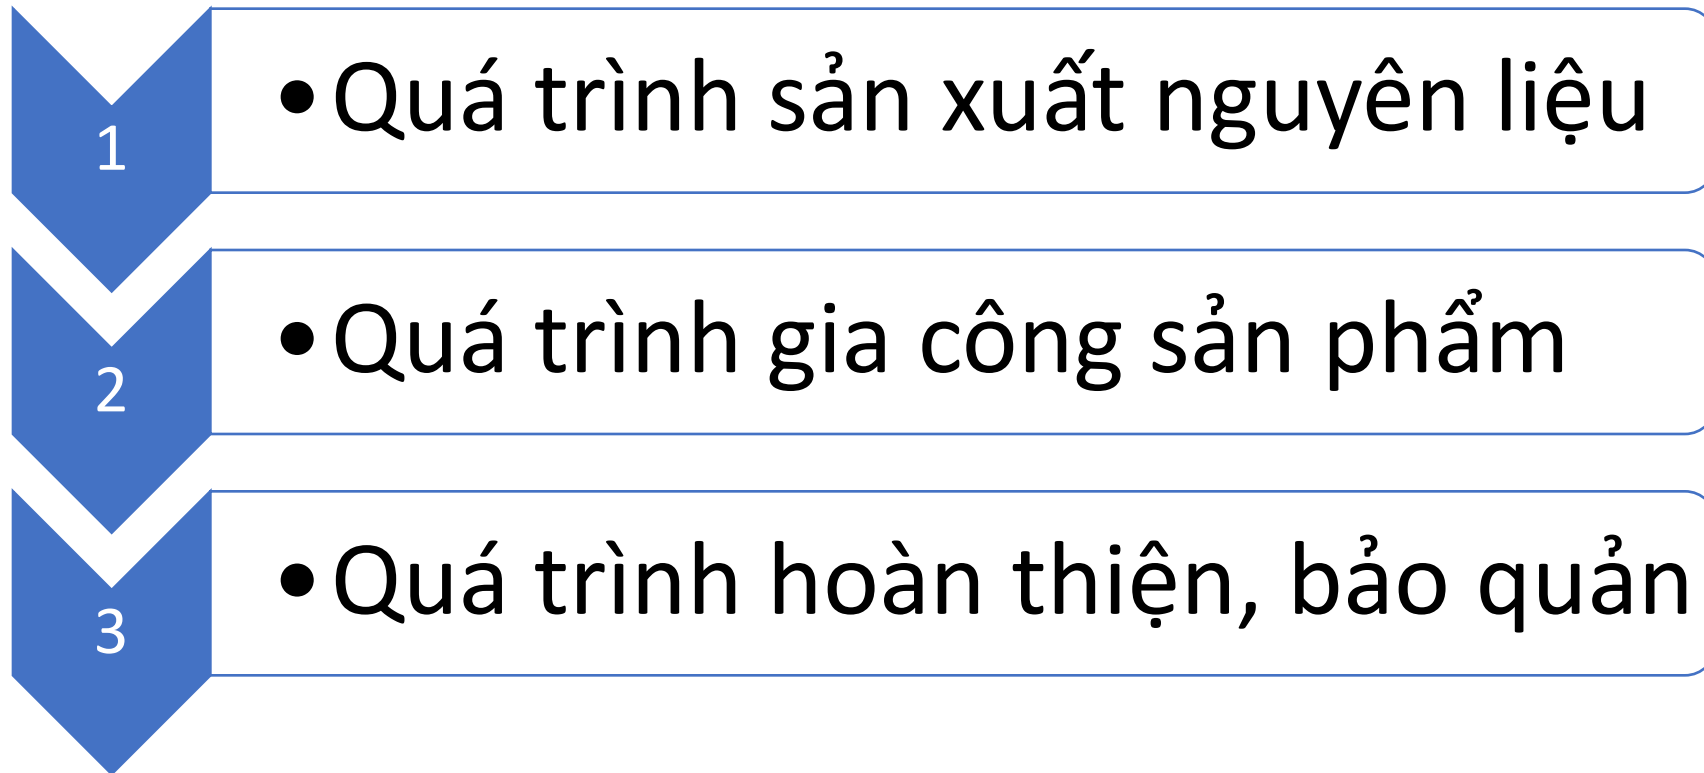 1
•Quá trình sản xuất nguyên liệu
2
•Quá trình gia công sản phẩm
3
•Quá trình hoàn thiện, bảo quản